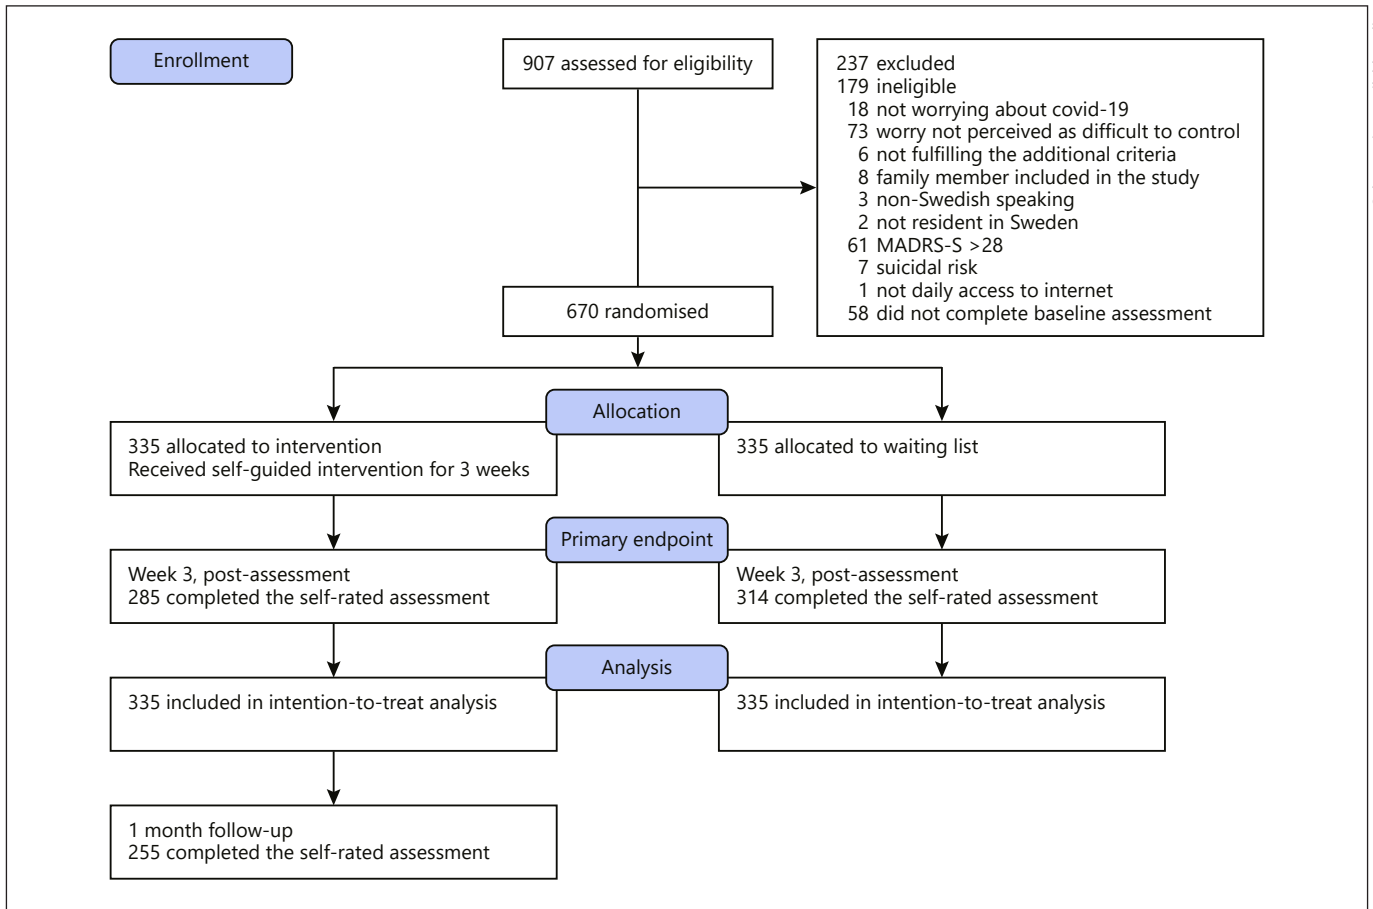 Enrollment
907 assessed for eligibility
237 excluded
179 ineligible
18 not worrying about covid-19
73 worry not perceived as difficult to control
6 not fulfilling the additional criteria
8 family member included in the study
3 non-Swedish speaking
2 not resident in Sweden
61 MADRS-S >28
7 suicidal risk
1 not daily access to internet
58 did not complete baseline assessment
670 randomised
Allocation
335 allocated to intervention
Received self-guided intervention for 3 weeks
335 allocated to waiting list
Primary endpoint
Week 3, post-assessment
285 completed the self-rated assessment
Week 3, post-assessment
314 completed the self-rated assessment
Analysis
335 included in intention-to-treat analysis
335 included in intention-to-treat analysis
1 month follow-up
255 completed the self-rated assessment